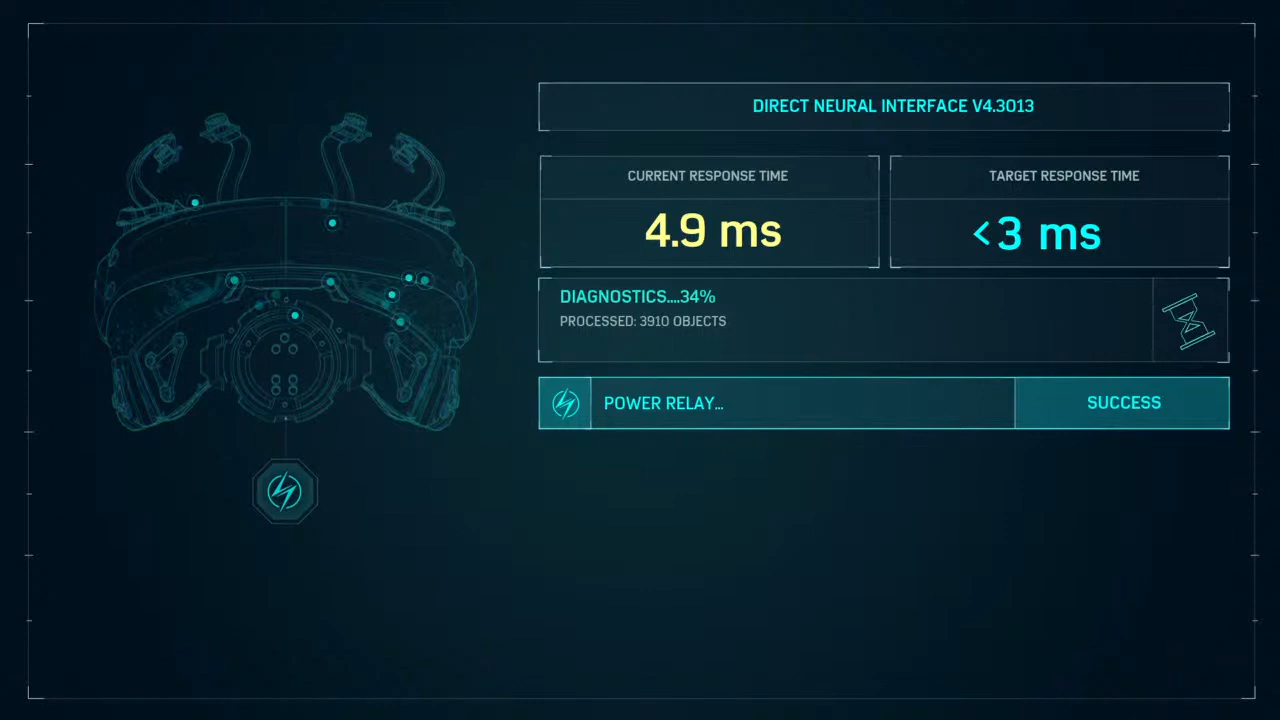 DIRECT NEURAL INTERFACE V4.3013
CURRENT RESPONSE TIME
4.9 ms
TARGET RESPONSE TIME
<3 ms
DIAGNOSTICS....34%
PROCESSED: 3910 OBJECTS
POWER RELAY...
SUCCESS